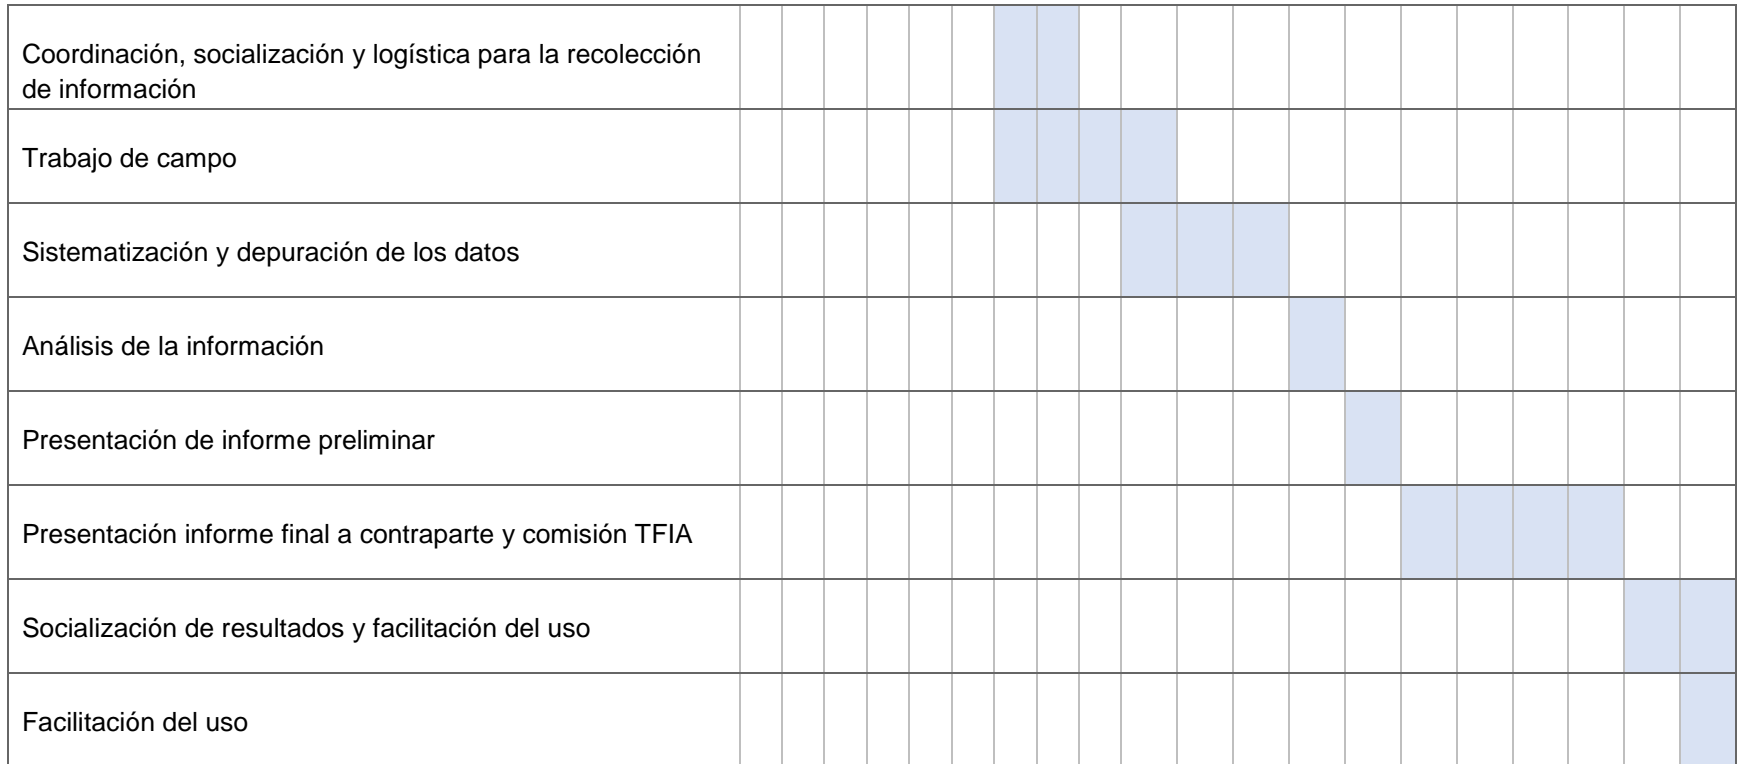 Coordinación, socialización y logística para la recolección
de información
Trabajo de campo
Sistematización y depuración de los datos
Análisis de la información
Presentación de informe preliminar
Presentación informe final a contraparte y comisión TFIA
Socialización de resultados y facilitación del uso
Facilitación del uso